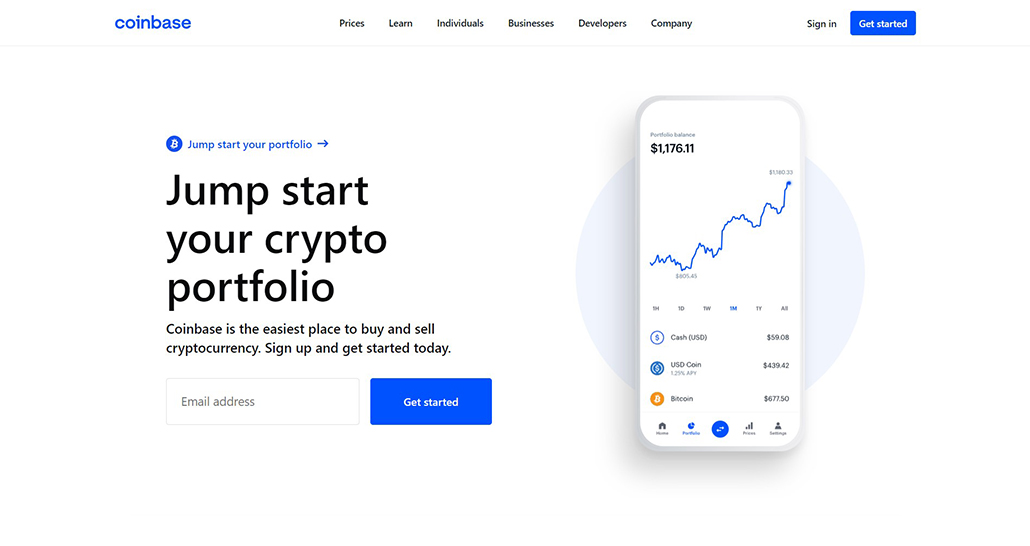 coinbase
Prices Learn Individuals Businesses Developers Company
Sign in Get started
Jump start your portfolio →
Jump start
your crypto
portfolio
Coinbase is the easiest place to buy and sell
cryptocurrency. Sign up and get started today.
Email address
Get started
Portfolio balance
$1,176.11
$1,180.33
$805.45
1H 1D 1W 1M 1Y All
Cash (USD) $59.08
USD Coin $439.42
1.25% APY
Bitcoin $677.50
Home Portfolio Prices Settings